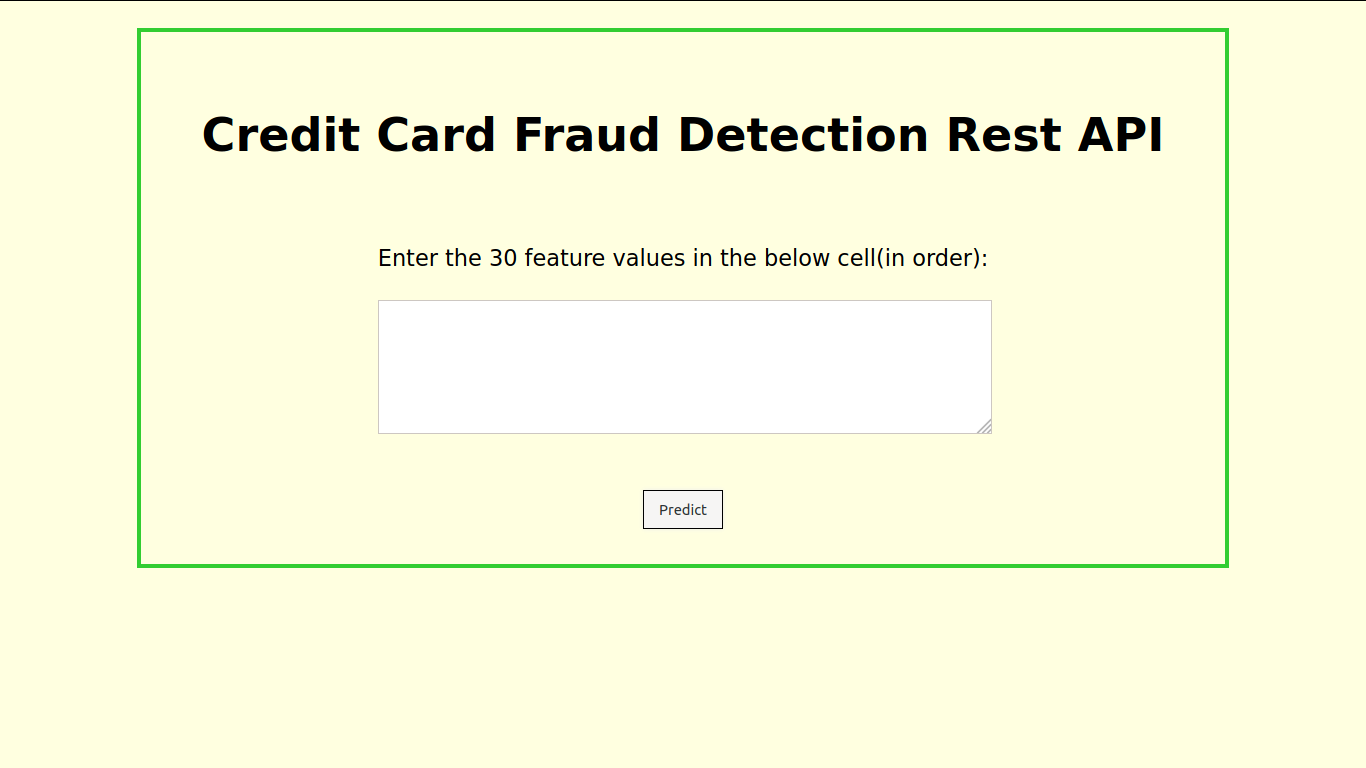 Credit Card Fraud Detection Rest API
Enter the 30 feature values in the below cell(in order):
Predict